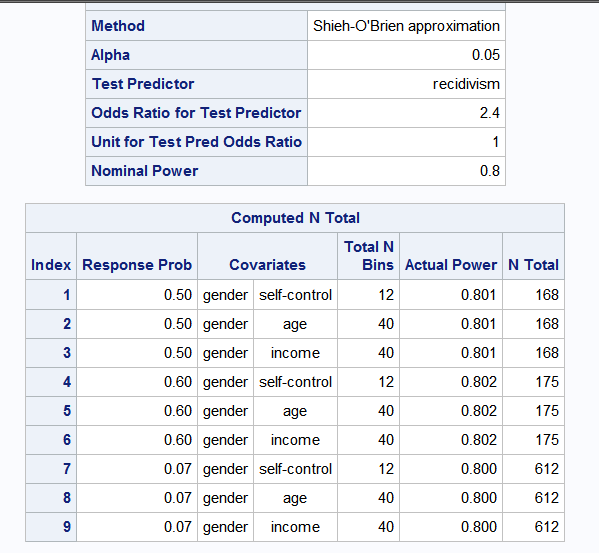 Method Shieh-O'Brien approximation
Alpha 0.05
Test Predictor recidivism
Odds Ratio for Test Predictor 2.4
Unit for Test Pred Odds Ratio 1
Nominal Power 0.8
Computed N Total
Index Response Prob Covariates Total N Bins Actual Power N Total
1 0.50 gender self-control 12 0.801 168
2 0.50 gender age 40 0.801 168
3 0.50 gender income 40 0.801 168
4 0.60 gender self-control 12 0.802 175
5 0.60 gender age 40 0.802 175
6 0.60 gender income 40 0.802 175
7 0.07 gender self-control 12 0.800 612
8 0.07 gender age 40 0.800 612
9 0.07 gender income 40 0.800 612